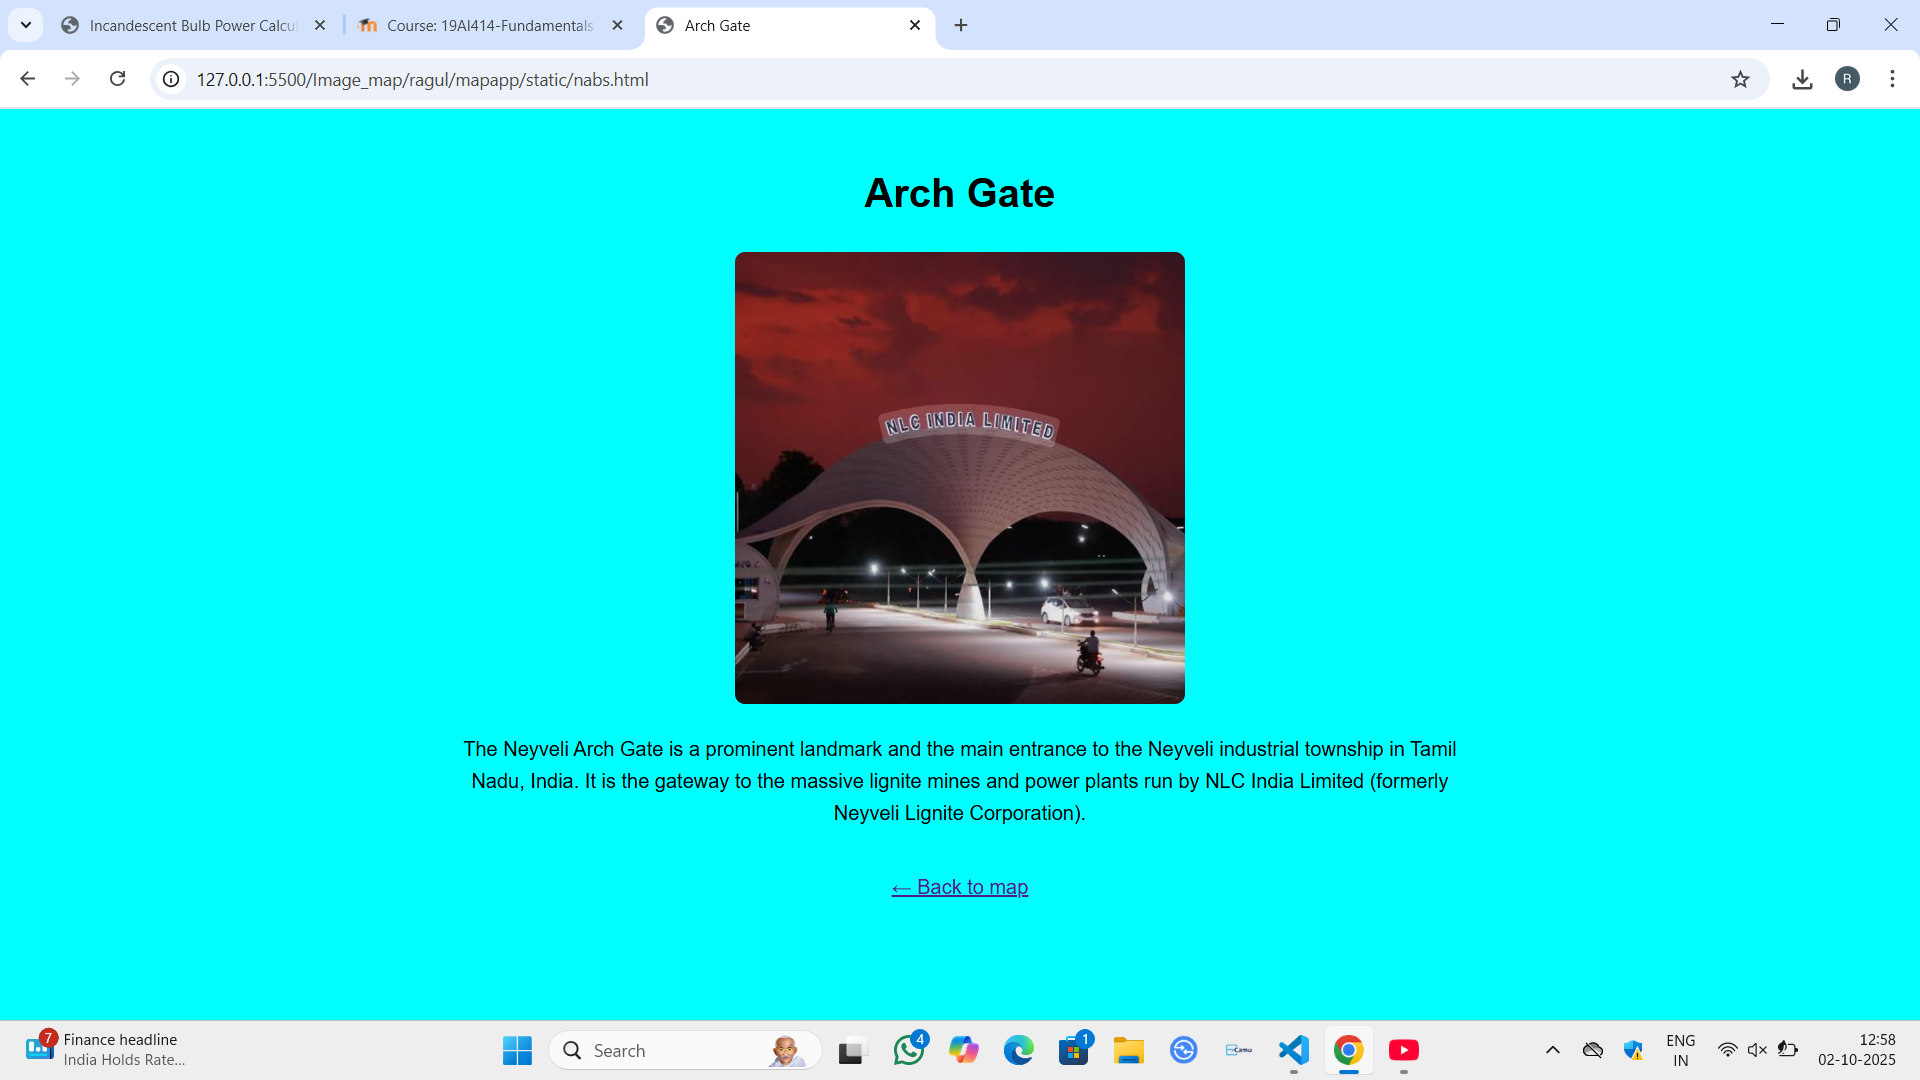 Incandescent Bulb Power Calcul
Course: 19AI414-Fundamentals
Arch Gate
127.0.0.1:5500/Image_map/ragul/mapapp/static/nabs.html
R
Arch Gate
NLC INDIA LIMITED
The Neyveli Arch Gate is a prominent landmark and the main entrance to the Neyveli industrial township in Tamil
Nadu, India. It is the gateway to the massive lignite mines and power plants run by NLC India Limited (formerly
Neyveli Lignite Corporation).
← Back to map
7
Finance headline
India Holds Rate...
Search
4
1
Camu
ENG
IN
12:58
02-10-2025